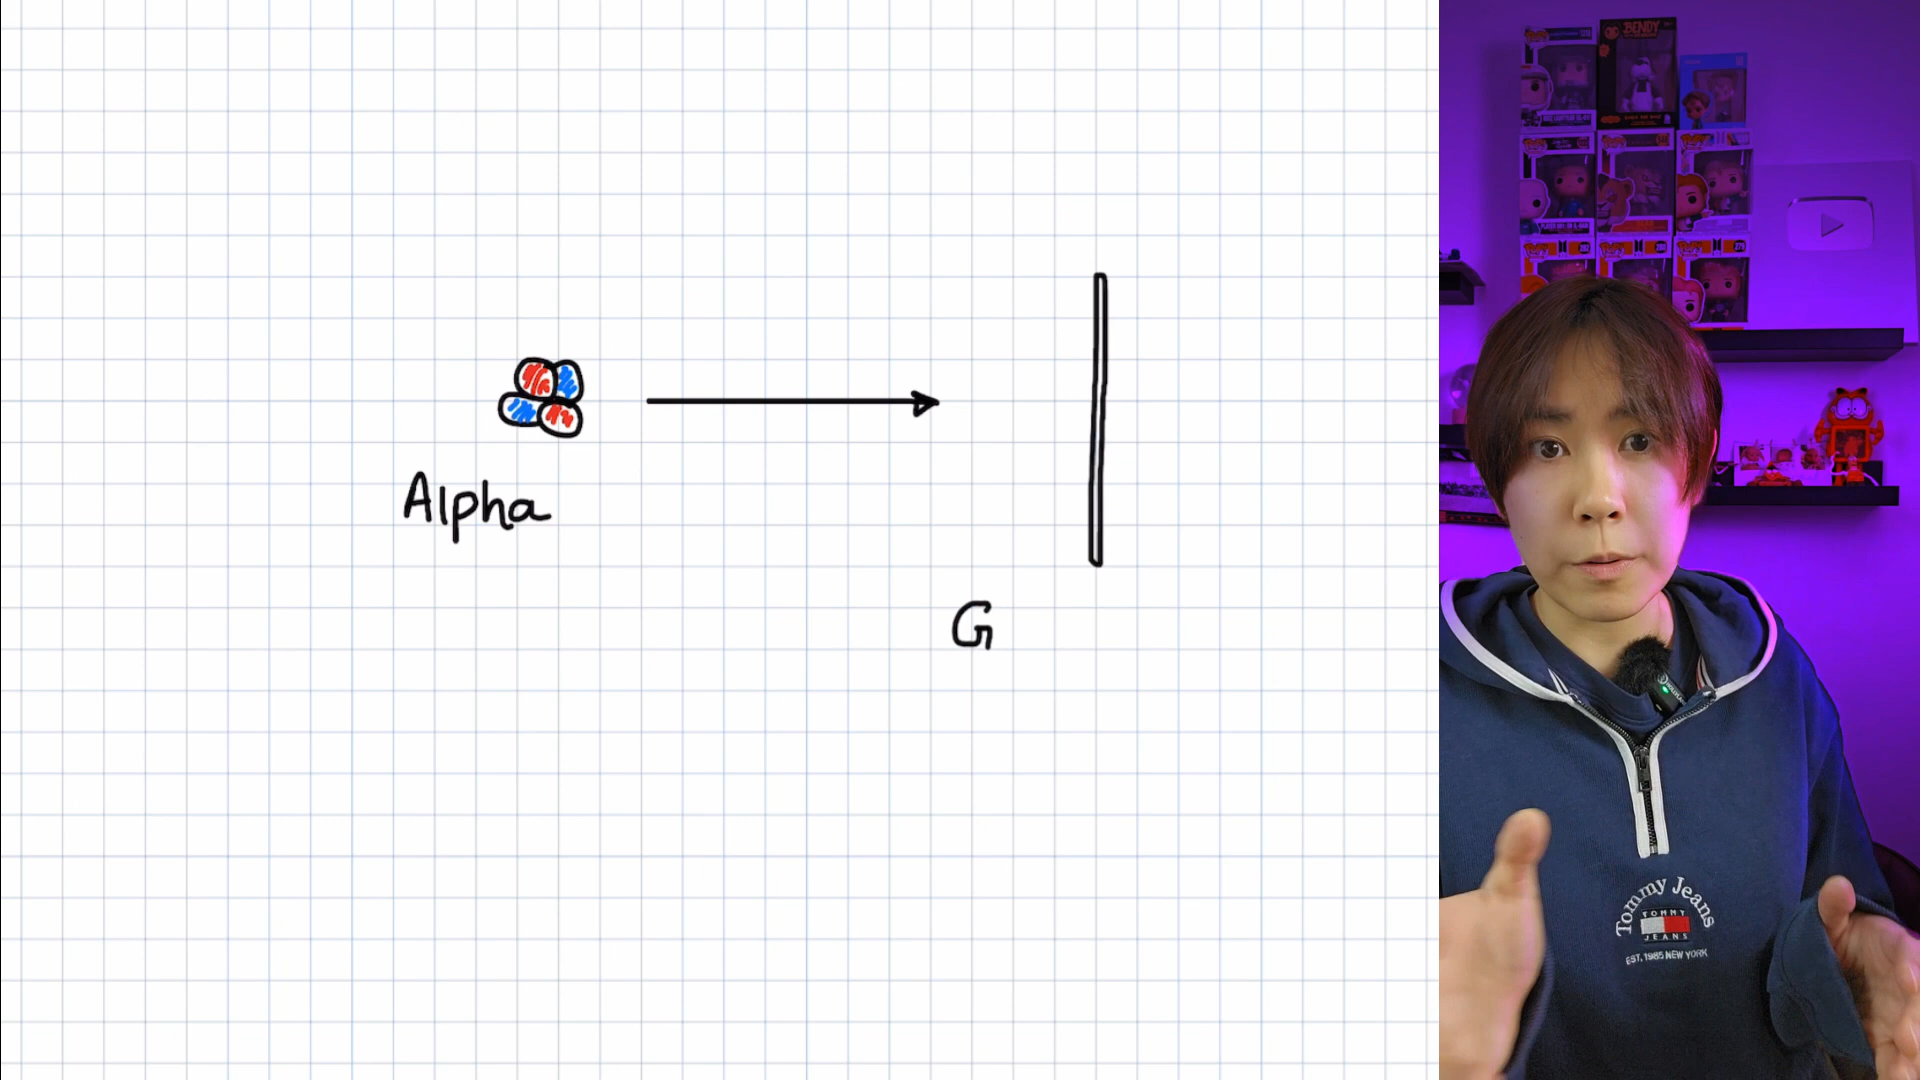 Alpha
G
BENDY
Tommy Jeans
TOMMY
JEANS
EST. 1985 NEW YORK